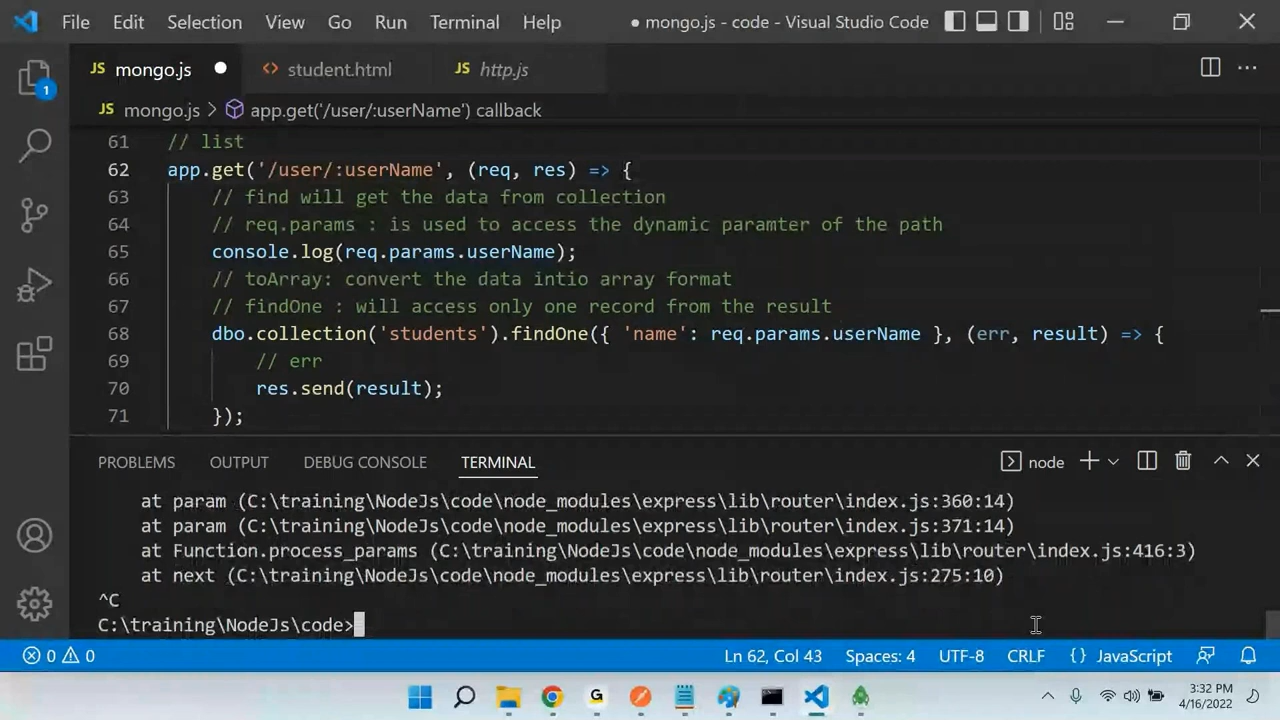 File Edit Selection View Go Run Terminal Help ● mongo.js - code - Visual Studio Code
JS mongo.js ● <> student.html JS http.js
JS mongo.js > app.get('/user/:userName') callback
1
61 // list
62 app.get('/user/:userName', (req, res) => {
63 // find will get the data from collection
64 // req.params : is used to access the dynamic paramter of the path
65 console.log(req.params.userName);
66 // toArray: convert the data intio array format
67 // findOne : will access only one record from the result
68 dbo.collection('students').findOne({ 'name': req.params.userName }, (err, result) => {
69 // err
70 res.send(result);
71 });
PROBLEMS OUTPUT DEBUG CONSOLE TERMINAL node
at param (C:\training\NodeJs\code\node_modules\express\lib\router\index.js:360:14)
at param (C:\training\NodeJs\code\node_modules\express\lib\router\index.js:371:14)
at Function.process_params (C:\training\NodeJs\code\node_modules\express\lib\router\index.js:416:3)
at next (C:\training\NodeJs\code\node_modules\express\lib\router\index.js:275:10)
^C
C:\training\NodeJs\code>
0 0 Ln 62, Col 43 Spaces: 4 UTF-8 CRLF {} JavaScript
G 3:32 PM
4/16/2022